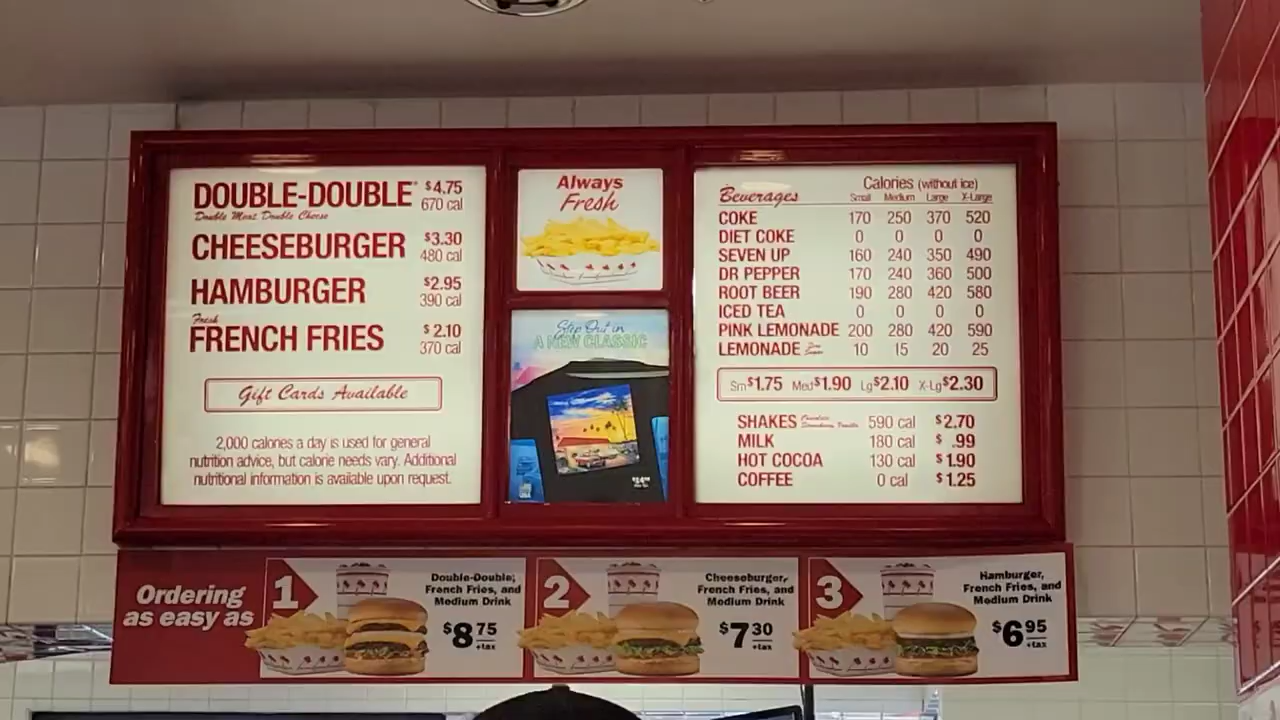 DOUBLE-DOUBLE® $4.75
Double Meat Double Cheese 670 cal
CHEESEBURGER $3.30
480 cal
HAMBURGER $2.95
390 cal
Fresh
FRENCH FRIES $2.10
370 cal
Gift Cards Available
2,000 calories a day is used for general
nutrition advice, but calorie needs vary. Additional
nutritional information is available upon request.
Always
Fresh
Step Out in
A NEW CLASSIC
Beverages Calories (without ice)
Small Medium Large X-Large
COKE 170 250 370 520
DIET COKE 0 0 0 0
SEVEN UP 160 240 350 490
DR PEPPER 170 240 360 500
ROOT BEER 190 280 420 580
ICED TEA 0 0 0 0
PINK LEMONADE 200 280 420 590
LEMONADE 10 15 20 25
Sm$1.75 Med$1.90 Lg$2.10 X-Lg$2.30
SHAKES Chocolate Strawberry Vanilla 590 cal $2.70
MILK 180 cal $ .99
HOT COCOA 130 cal $1.90
COFFEE 0 cal $1.25
Ordering
as easy as
1
Double-Double,
French Fries, and
Medium Drink
$8.75
+tax
2
Cheeseburger,
French Fries, and
Medium Drink
$7.30
+tax
3
Hamburger,
French Fries, and
Medium Drink
$6.95
+tax